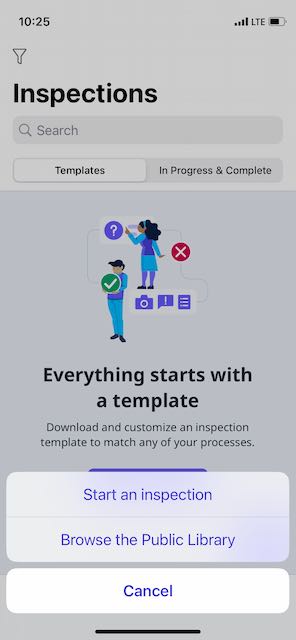 10:25
LTE
Inspections
Search
Templates
In Progress & Complete
?
!
Everything starts with
a template
Download and customize an inspection
template to match any of your processes.
Start an inspection
Browse the Public Library
Cancel